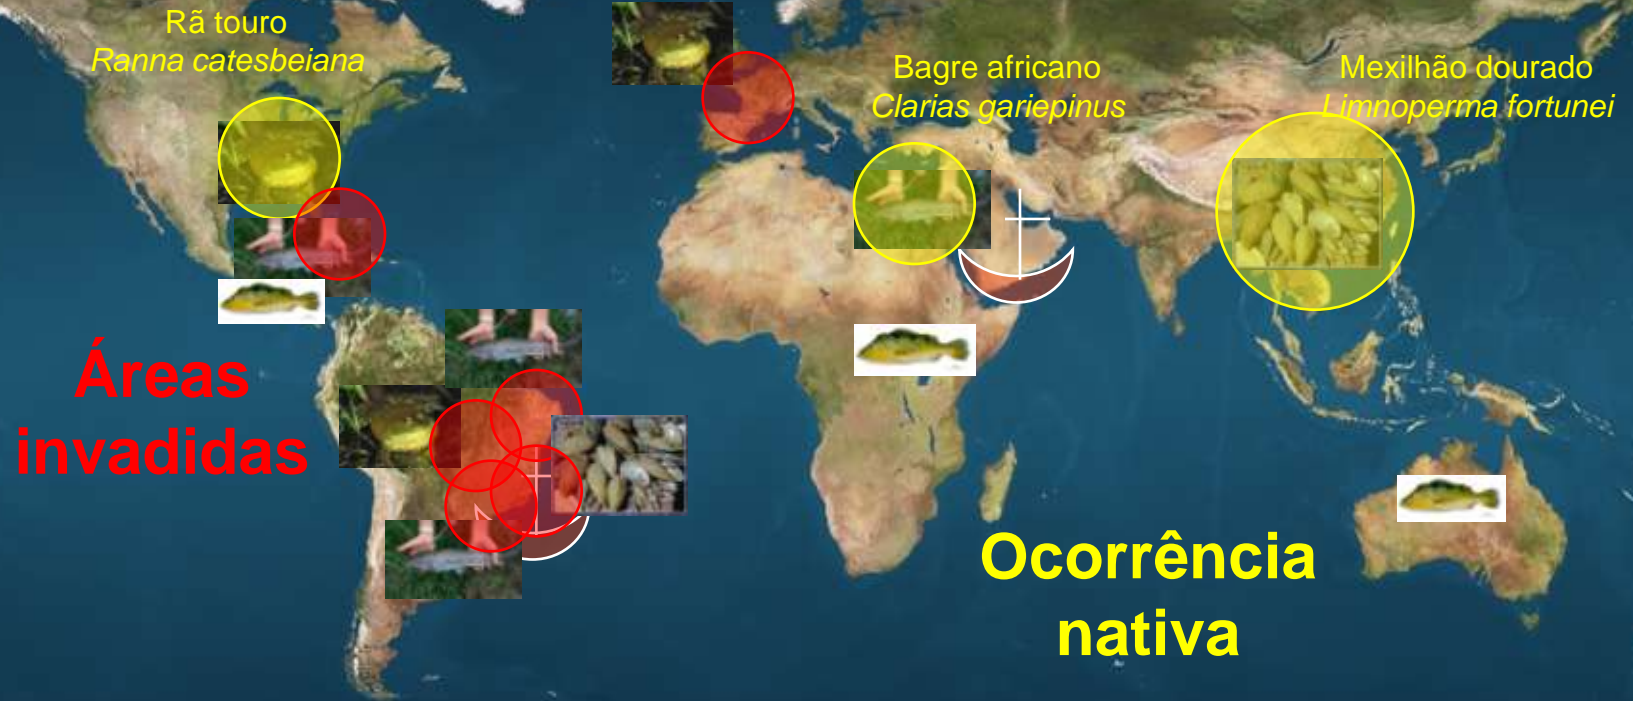 Rã touro
Ranna catesbeiana
Bagre africano
Clarias gariepinus
Mexilhão dourado
Limnoperma fortunei
Áreas
invadidas
Ocorrência
nativa